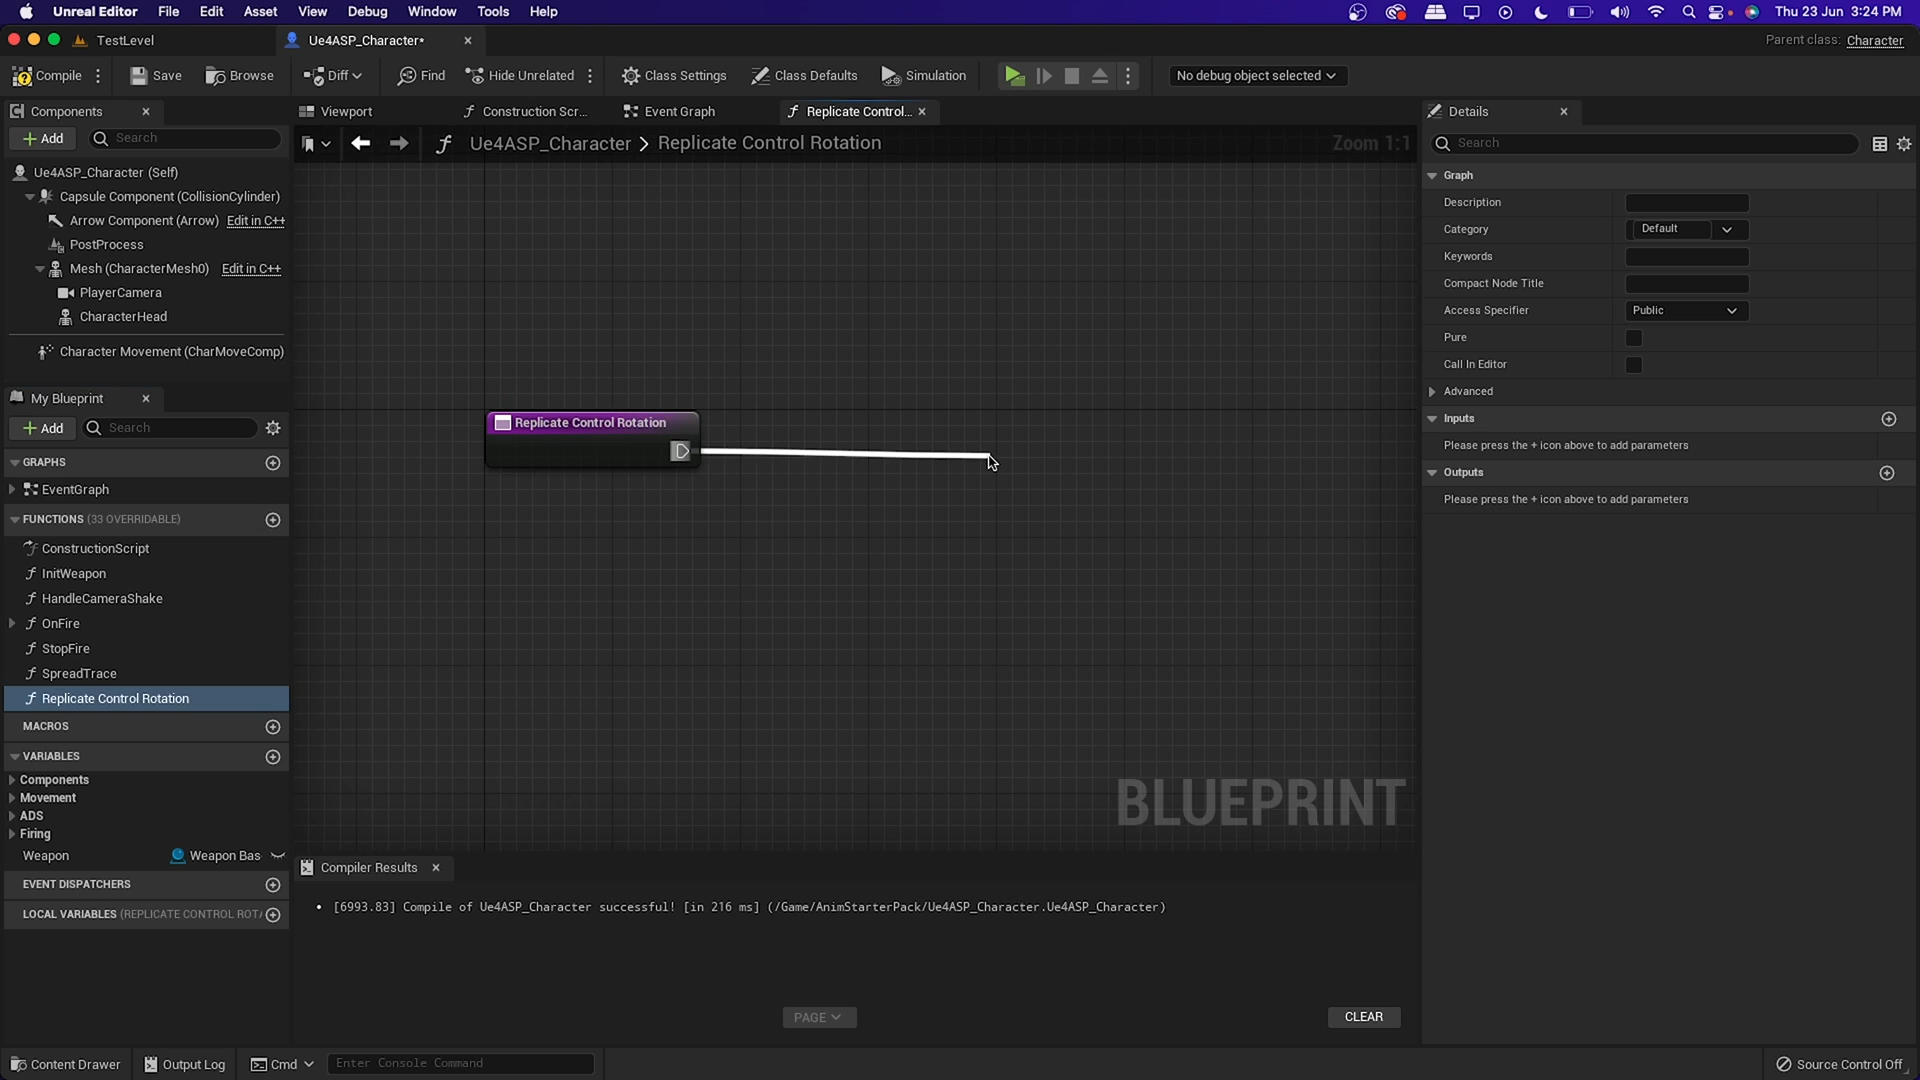 Unreal Editor File Edit Asset View Debug Window Tools Help Thu 23 Jun 3:24 PM
TestLevel Ue4ASP_Character* Parent class: Character
Compile Save Browse Diff Find Hide Unrelated Class Settings Class Defaults Simulation No debug object selected
Components Viewport Construction Scr... Event Graph Replicate Control... Details
Add Search Ue4ASP_Character > Replicate Control Rotation Zoom 1:1 Search
Ue4ASP_Character (Self)
Capsule Component (CollisionCylinder)
Arrow Component (Arrow) Edit in C++
PostProcess
Mesh (CharacterMesh0) Edit in C++
PlayerCamera
CharacterHead
Character Movement (CharMoveComp)
My Blueprint
Add Search
GRAPHS
EventGraph
FUNCTIONS (33 OVERRIDABLE)
ConstructionScript
InitWeapon
HandleCameraShake
OnFire
StopFire
SpreadTrace
Replicate Control Rotation
MACROS
VARIABLES
Components
Movement
ADS
Firing
Weapon Weapon Bas
EVENT DISPATCHERS
LOCAL VARIABLES (REPLICATE CONTROL ROT
Replicate Control Rotation
BLUEPRINT
Graph
Description
Category Default
Keywords
Compact Node Title
Access Specifier Public
Pure
Call In Editor
Advanced
Inputs
Please press the + icon above to add parameters
Outputs
Please press the + icon above to add parameters
Compiler Results
[6993.83] Compile of Ue4ASP_Character successful! [in 216 ms] (/Game/AnimStarterPack/Ue4ASP_Character.Ue4ASP_Character)
PAGE CLEAR
Content Drawer Output Log Cmd Enter Console Command Source Control Off